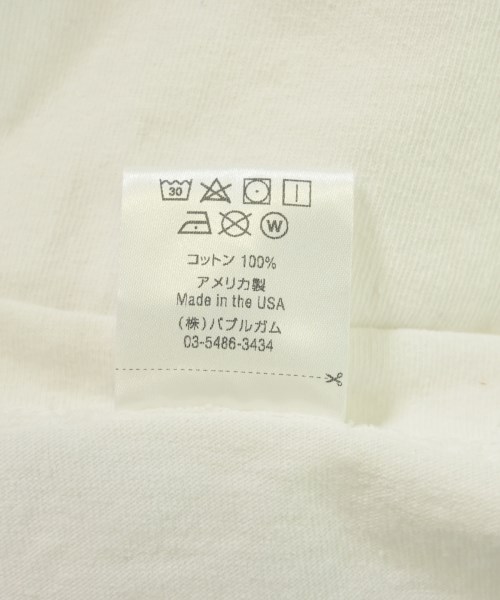 30
W
コットン 100%
アメリカ製
Made in the USA
(株)バブルガム
03-5486-3434